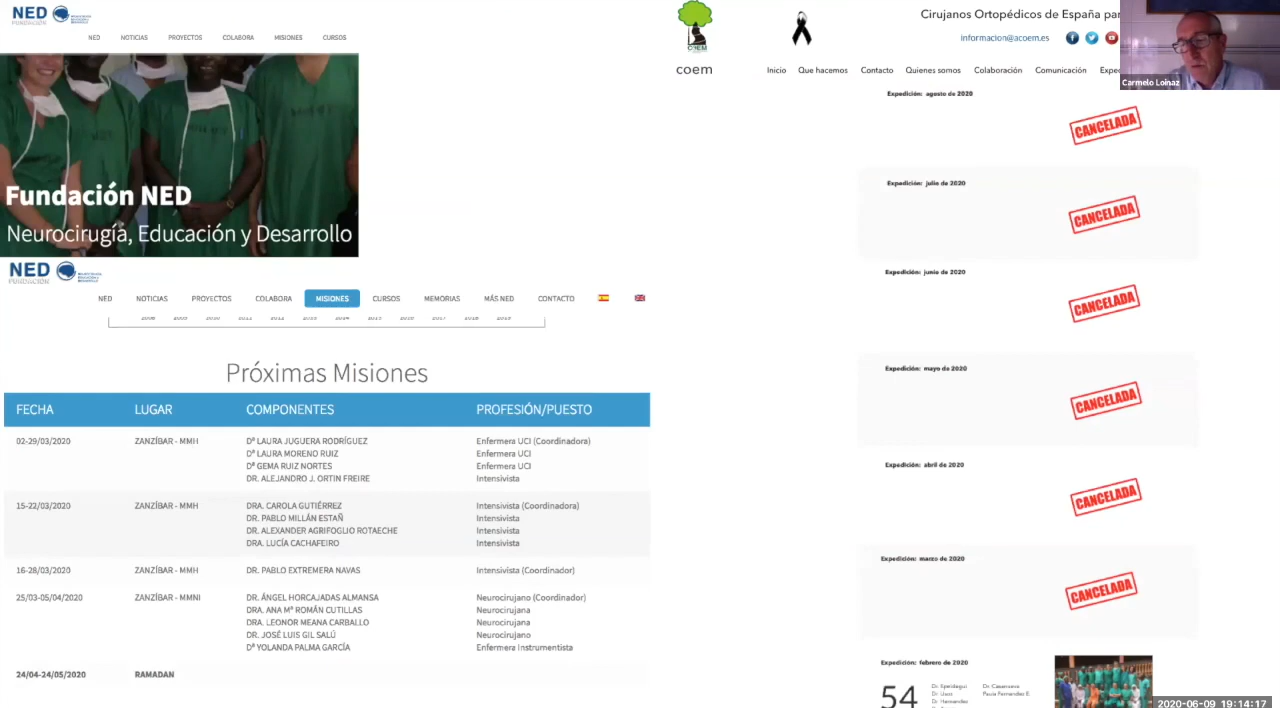 NED
FUNDACIÓN
NED NOTICIAS PROYECTOS COLABORA MISIONES CURSOS
Fundación NED
Neurocirugía, Educación y Desarrollo
NED
FUNDACIÓN
NED NOTICIAS PROYECTOS COLABORA MISIONES CURSOS MEMORIAS MÁS NED CONTACTO
Próximas Misiones
FECHA LUGAR COMPONENTES PROFESIÓN/PUESTO
02-29/03/2020 ZANZÍBAR - MMH Dª LAURA JUGUERA RODRÍGUEZ Enfermera UCI (Coordinadora)
Dª LAURA MORENO RUIZ Enfermera UCI
Dª GEMA RUIZ NORTES Enfermera UCI
DR. ALEJANDRO J. ORTIN FREIRE Intensivista
15-22/03/2020 ZANZÍBAR - MMH DRA. CAROLA GUTIÉRREZ Intensivista (Coordinadora)
DR. PABLO MILLÁN ESTAÑ Intensivista
DR. ALEXANDER AGRIFOGLIO ROTAECHE Intensivista
DRA. LUCÍA CACHAFEIRO Intensivista
16-28/03/2020 ZANZÍBAR - MMH DR. PABLO EXTREMERA NAVAS Intensivista (Coordinador)
25/03-05/04/2020 ZANZÍBAR - MMNI DR. ÁNGEL HORCAJADAS ALMANSA Neurocirujano (Coordinador)
DRA. ANA Mª ROMÁN CUTILLAS Neurocirujana
DRA. LEONOR MEANA CARBALLO Neurocirujana
DR. JOSÉ LUIS GIL SALÚ Neurocirujano
Dª YOLANDA PALMA GARCÍA Enfermera Instrumentista
24/04-24/05/2020 RAMADAN
COEM
coem
Cirujanos Ortopédicos de España par
informacion@acoem.es
Inicio Que hacemos Contacto Quienes somos Colaboración Comunicación Exped
Carmelo Loinaz
Expedición: agosto de 2020
CANCELADA
Expedición: julio de 2020
CANCELADA
Expedición: junio de 2020
CANCELADA
Expedición: mayo de 2020
CANCELADA
Expedición: abril de 2020
CANCELADA
Expedición: marzo de 2020
CANCELADA
Expedición: febrero de 2020
54
Dr. Hernandez
2020-06-09 19:14:17